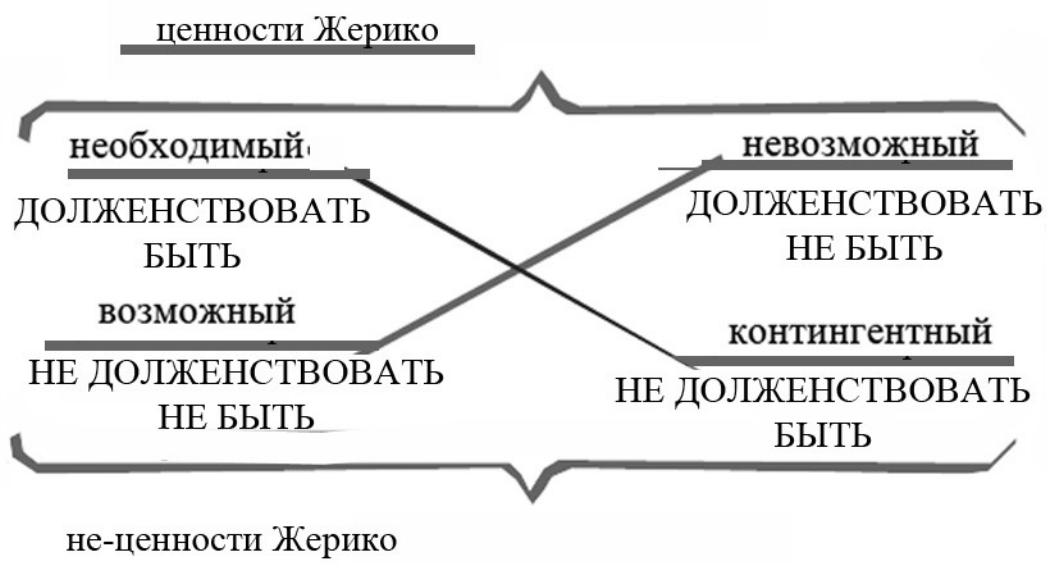 ценности Жерико
необходимый
невозможный
ДОЛЖЕНСТВОВАТЬ
БЫТЬ
ДОЛЖЕНСТВОВАТЬ
НЕ БЫТЬ
возможный
контингентный
НЕ ДОЛЖЕНСТВОВАТЬ
НЕ БЫТЬ
НЕ ДОЛЖЕНСТВОВАТЬ
БЫТЬ
не-ценности Жерико